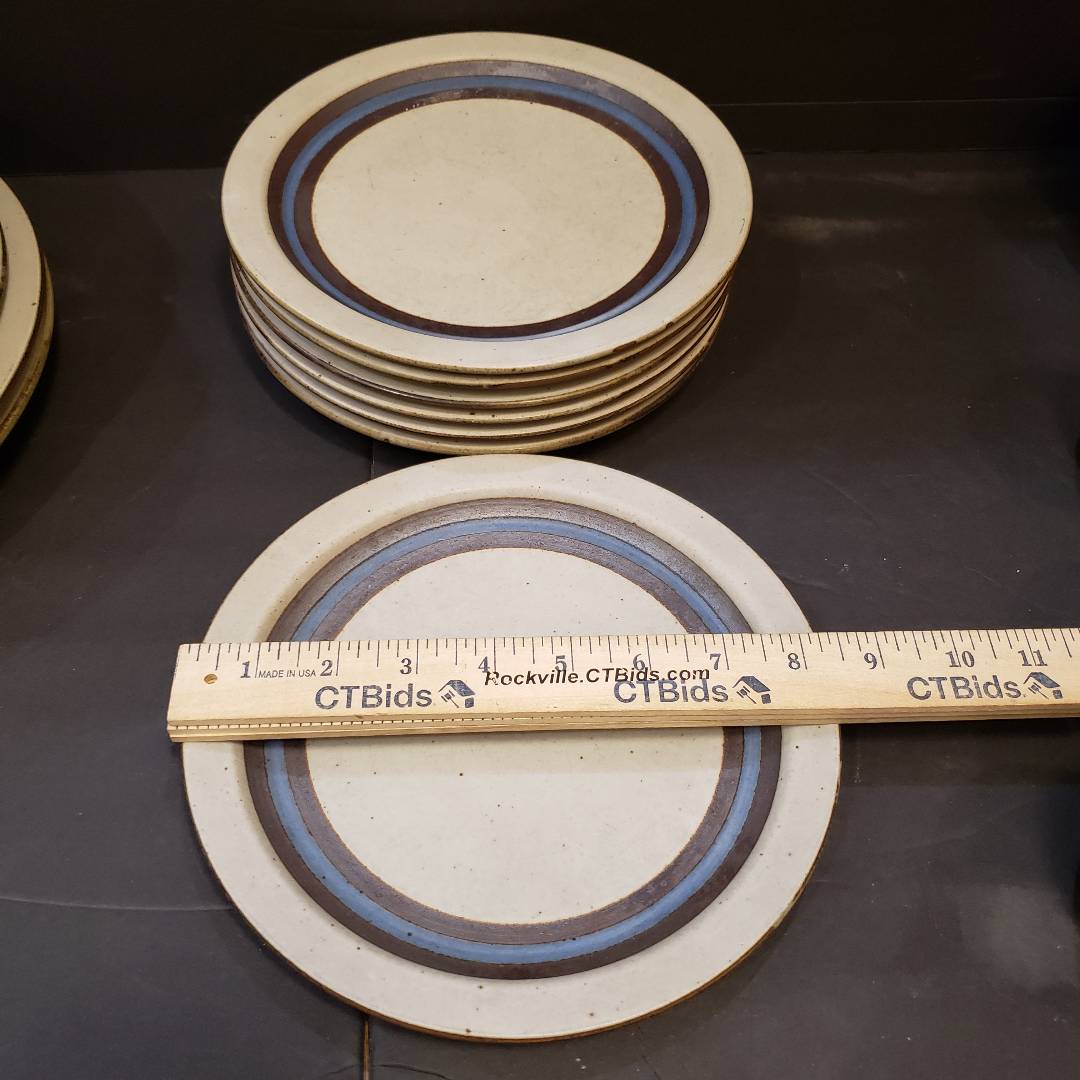 1 MADE IN USA 2 3 4 5 6 7 8 9 10 11
Rockville.CTBids.com
CTBids CTBids CTBids